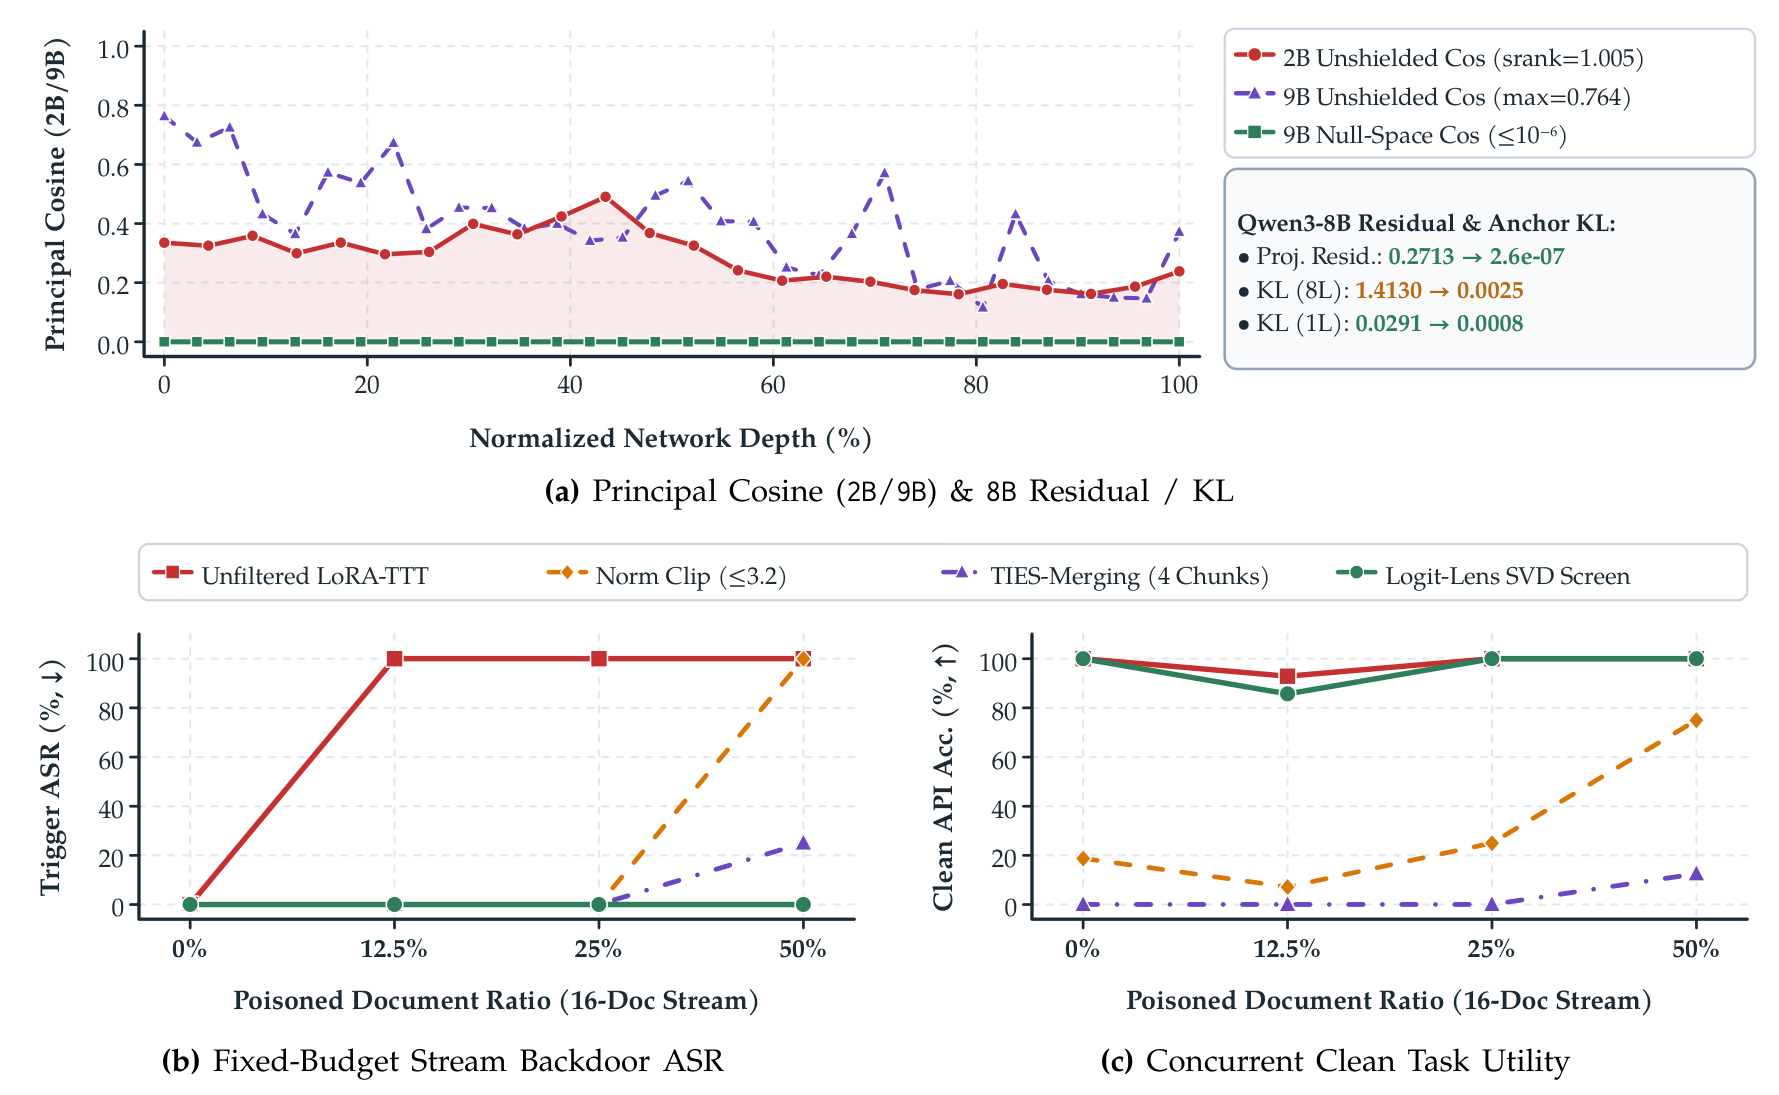 Principal Cosine (2B/9B)
1.0
0.8
0.6
0.4
0.2
0.0
0 20 40 60 80 100
Normalized Network Depth (%)
2B Unshielded Cos (srank=1.005)
9B Unshielded Cos (max=0.764)
9B Null-Space Cos (≤10⁻⁶)
Qwen3-8B Residual & Anchor KL:
• Proj. Resid.: 0.2713 → 2.6e-07
• KL (8L): 1.4130 → 0.0025
• KL (1L): 0.0291 → 0.0008
(a) Principal Cosine (2B/9B) & 8B Residual / KL
Unfiltered LoRA-TTT Norm Clip (≤3.2) TIES-Merging (4 Chunks) Logit-Lens SVD Screen
Trigger ASR (%, ↓)
100
80
60
40
20
0
0% 12.5% 25% 50%
Poisoned Document Ratio (16-Doc Stream)
(b) Fixed-Budget Stream Backdoor ASR
Clean API Acc. (%, ↑)
100
80
60
40
20
0
0% 12.5% 25% 50%
Poisoned Document Ratio (16-Doc Stream)
(c) Concurrent Clean Task Utility